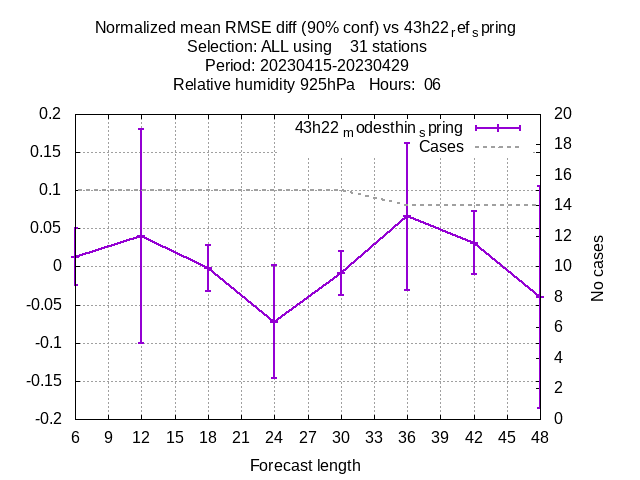 Normalized mean RMSE diff (90% conf) vs 43h22ᵣefₛpring
Selection: ALL using 31 stations
Period: 20230415-20230429
Relative humidity 925hPa Hours: 06
0.2
0.15
0.1
0.05
0
-0.05
-0.1
-0.15
-0.2
43h22ₘodesthinₛpring
Cases
20
18
16
14
12
10
8
6
4
2
0
No cases
6 9 12 15 18 21 24 27 30 33 36 39 42 45 48
Forecast length